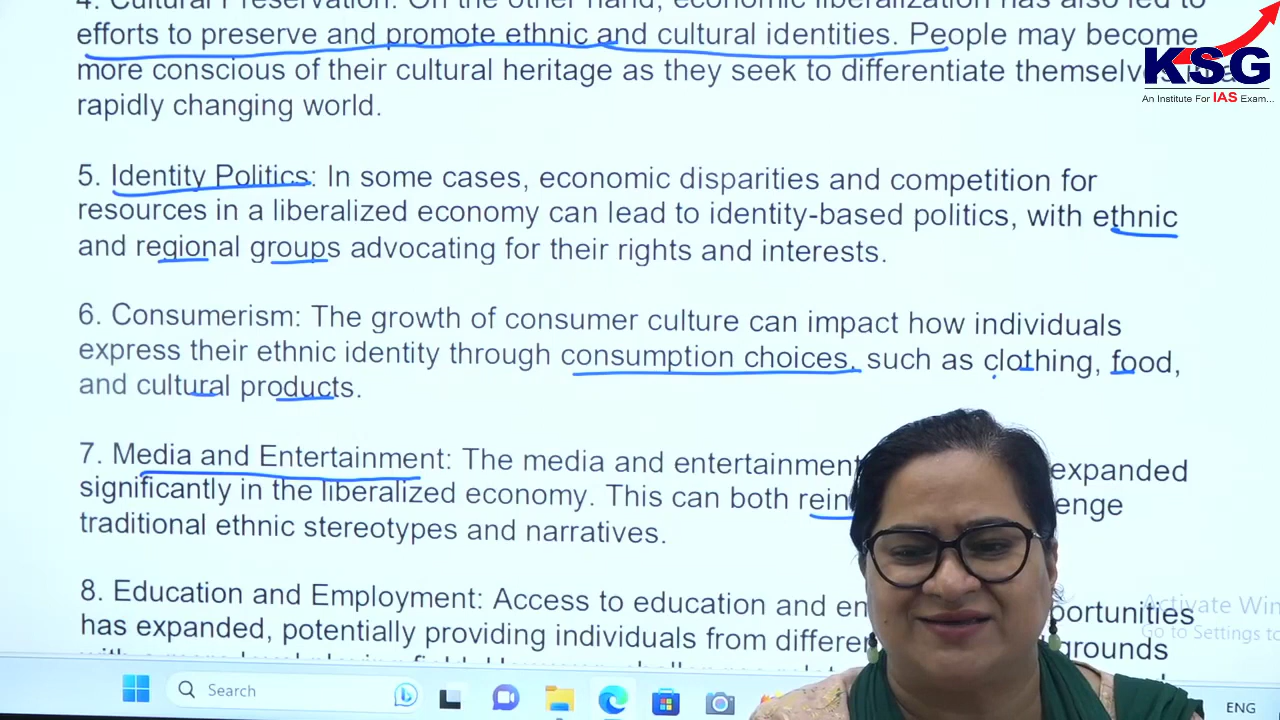 4. Cultural Preservation: On the other hand, economic liberalization has also led to
efforts to preserve and promote ethnic and cultural identities. People may become
more conscious of their cultural heritage as they seek to differentiate themselves in a
rapidly changing world.
KSG
An Institute For IAS Exam...
5. Identity Politics: In some cases, economic disparities and competition for
resources in a liberalized economy can lead to identity-based politics, with ethnic
and regional groups advocating for their rights and interests.
6. Consumerism: The growth of consumer culture can impact how individuals
express their ethnic identity through consumption choices, such as clothing, food,
and cultural products.
7. Media and Entertainment: The media and entertainment expanded
significantly in the liberalized economy. This can both
traditional ethnic stereotypes and narratives.
8. Education and Employment: Access to education and
has expanded, potentially providing individuals from
Activate Win
Go to Settings to
Search
ENG